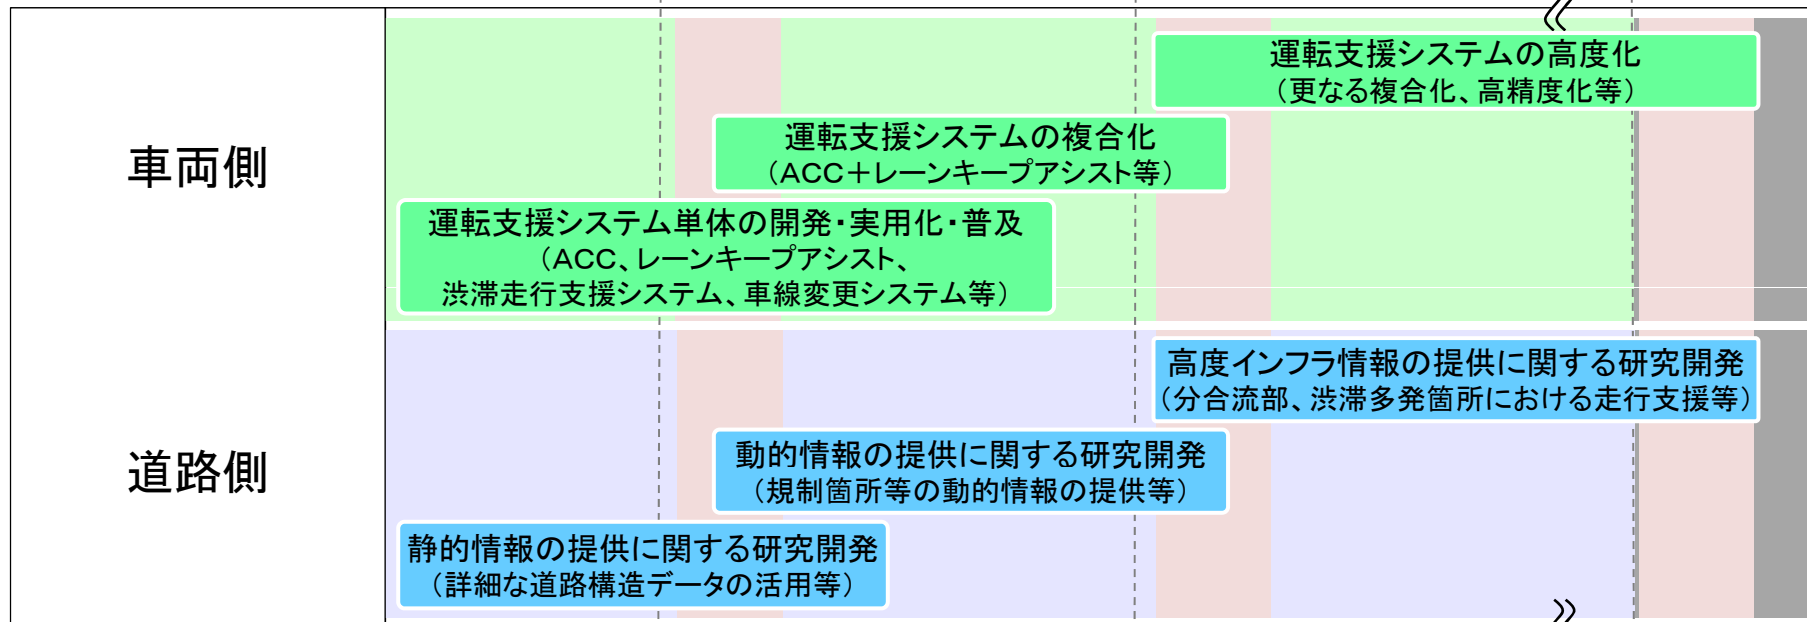 車両側
運転支援システムの高度化
（更なる複合化、高精度化等）
運転支援システムの複合化
（ACC＋レーンキープアシスト等）
運転支援システム単体の開発・実用化・普及
（ACC、レーンキープアシスト、
渋滞走行支援システム、車線変更システム等）
道路側
高度インフラ情報の提供に関する研究開発
（分合流部、渋滞多発箇所における走行支援等）
動的情報の提供に関する研究開発
（規制箇所等の動的情報の提供等）
静的情報の提供に関する研究開発
（詳細な道路構造データの活用等）